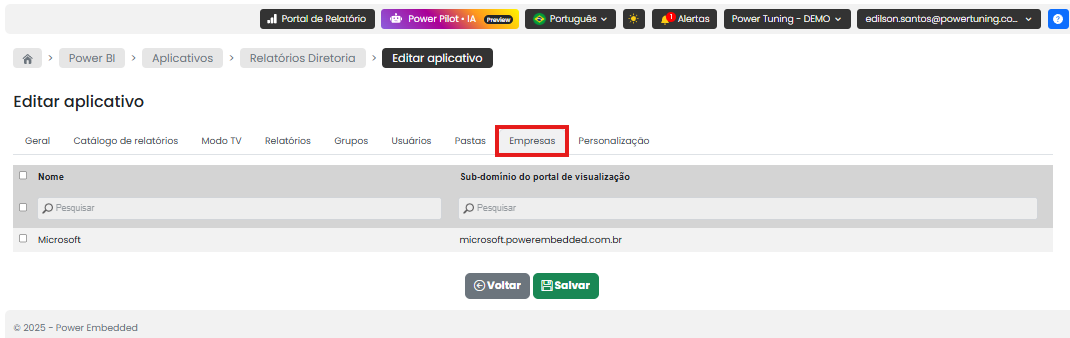 Portal de Relatório Power Pilot • IA Preview Português 1 Alertas Power Tuning - DEMO edilson.santos@powertuning.co... ?
Power BI > Aplicativos > Relatórios Diretoria > Editar aplicativo
Editar aplicativo
Geral Catálogo de relatórios Modo TV Relatórios Grupos Usuários Pastas Empresas Personalização
Nome Sub-domínio do portal de visualização
Pesquisar Pesquisar
Microsoft microsoft.powerembedded.com.br
Voltar Salvar
© 2025 - Power Embedded